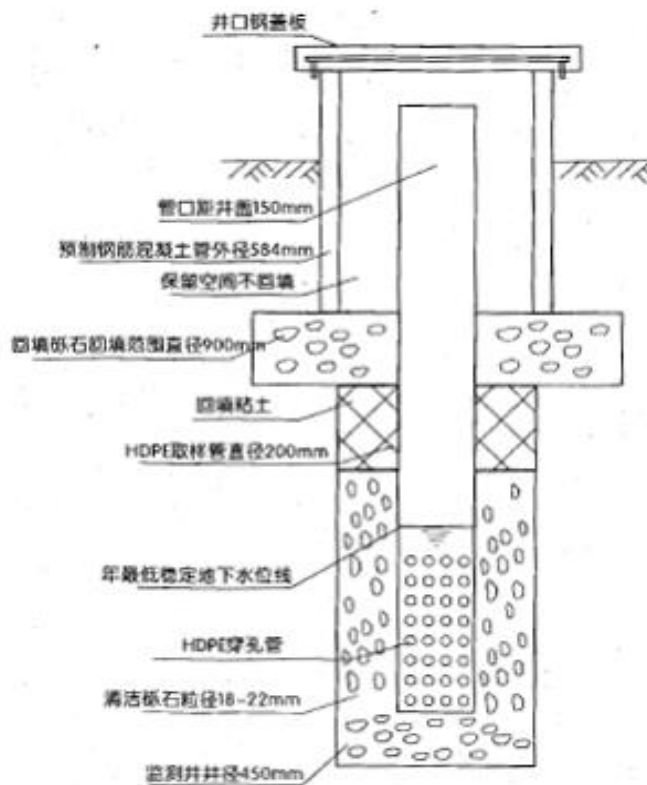 井口钢盖板
管口距井盖150mm
预制钢筋混凝土管外径584mm
保留空间不回填
回填砾石初填范围直径900mm
回填粘土
HDPE取样管直径200mm
年最低稳定地下水位线
HDPE穿孔管
清洁砾石粒径18-22mm
监测井井径450mm